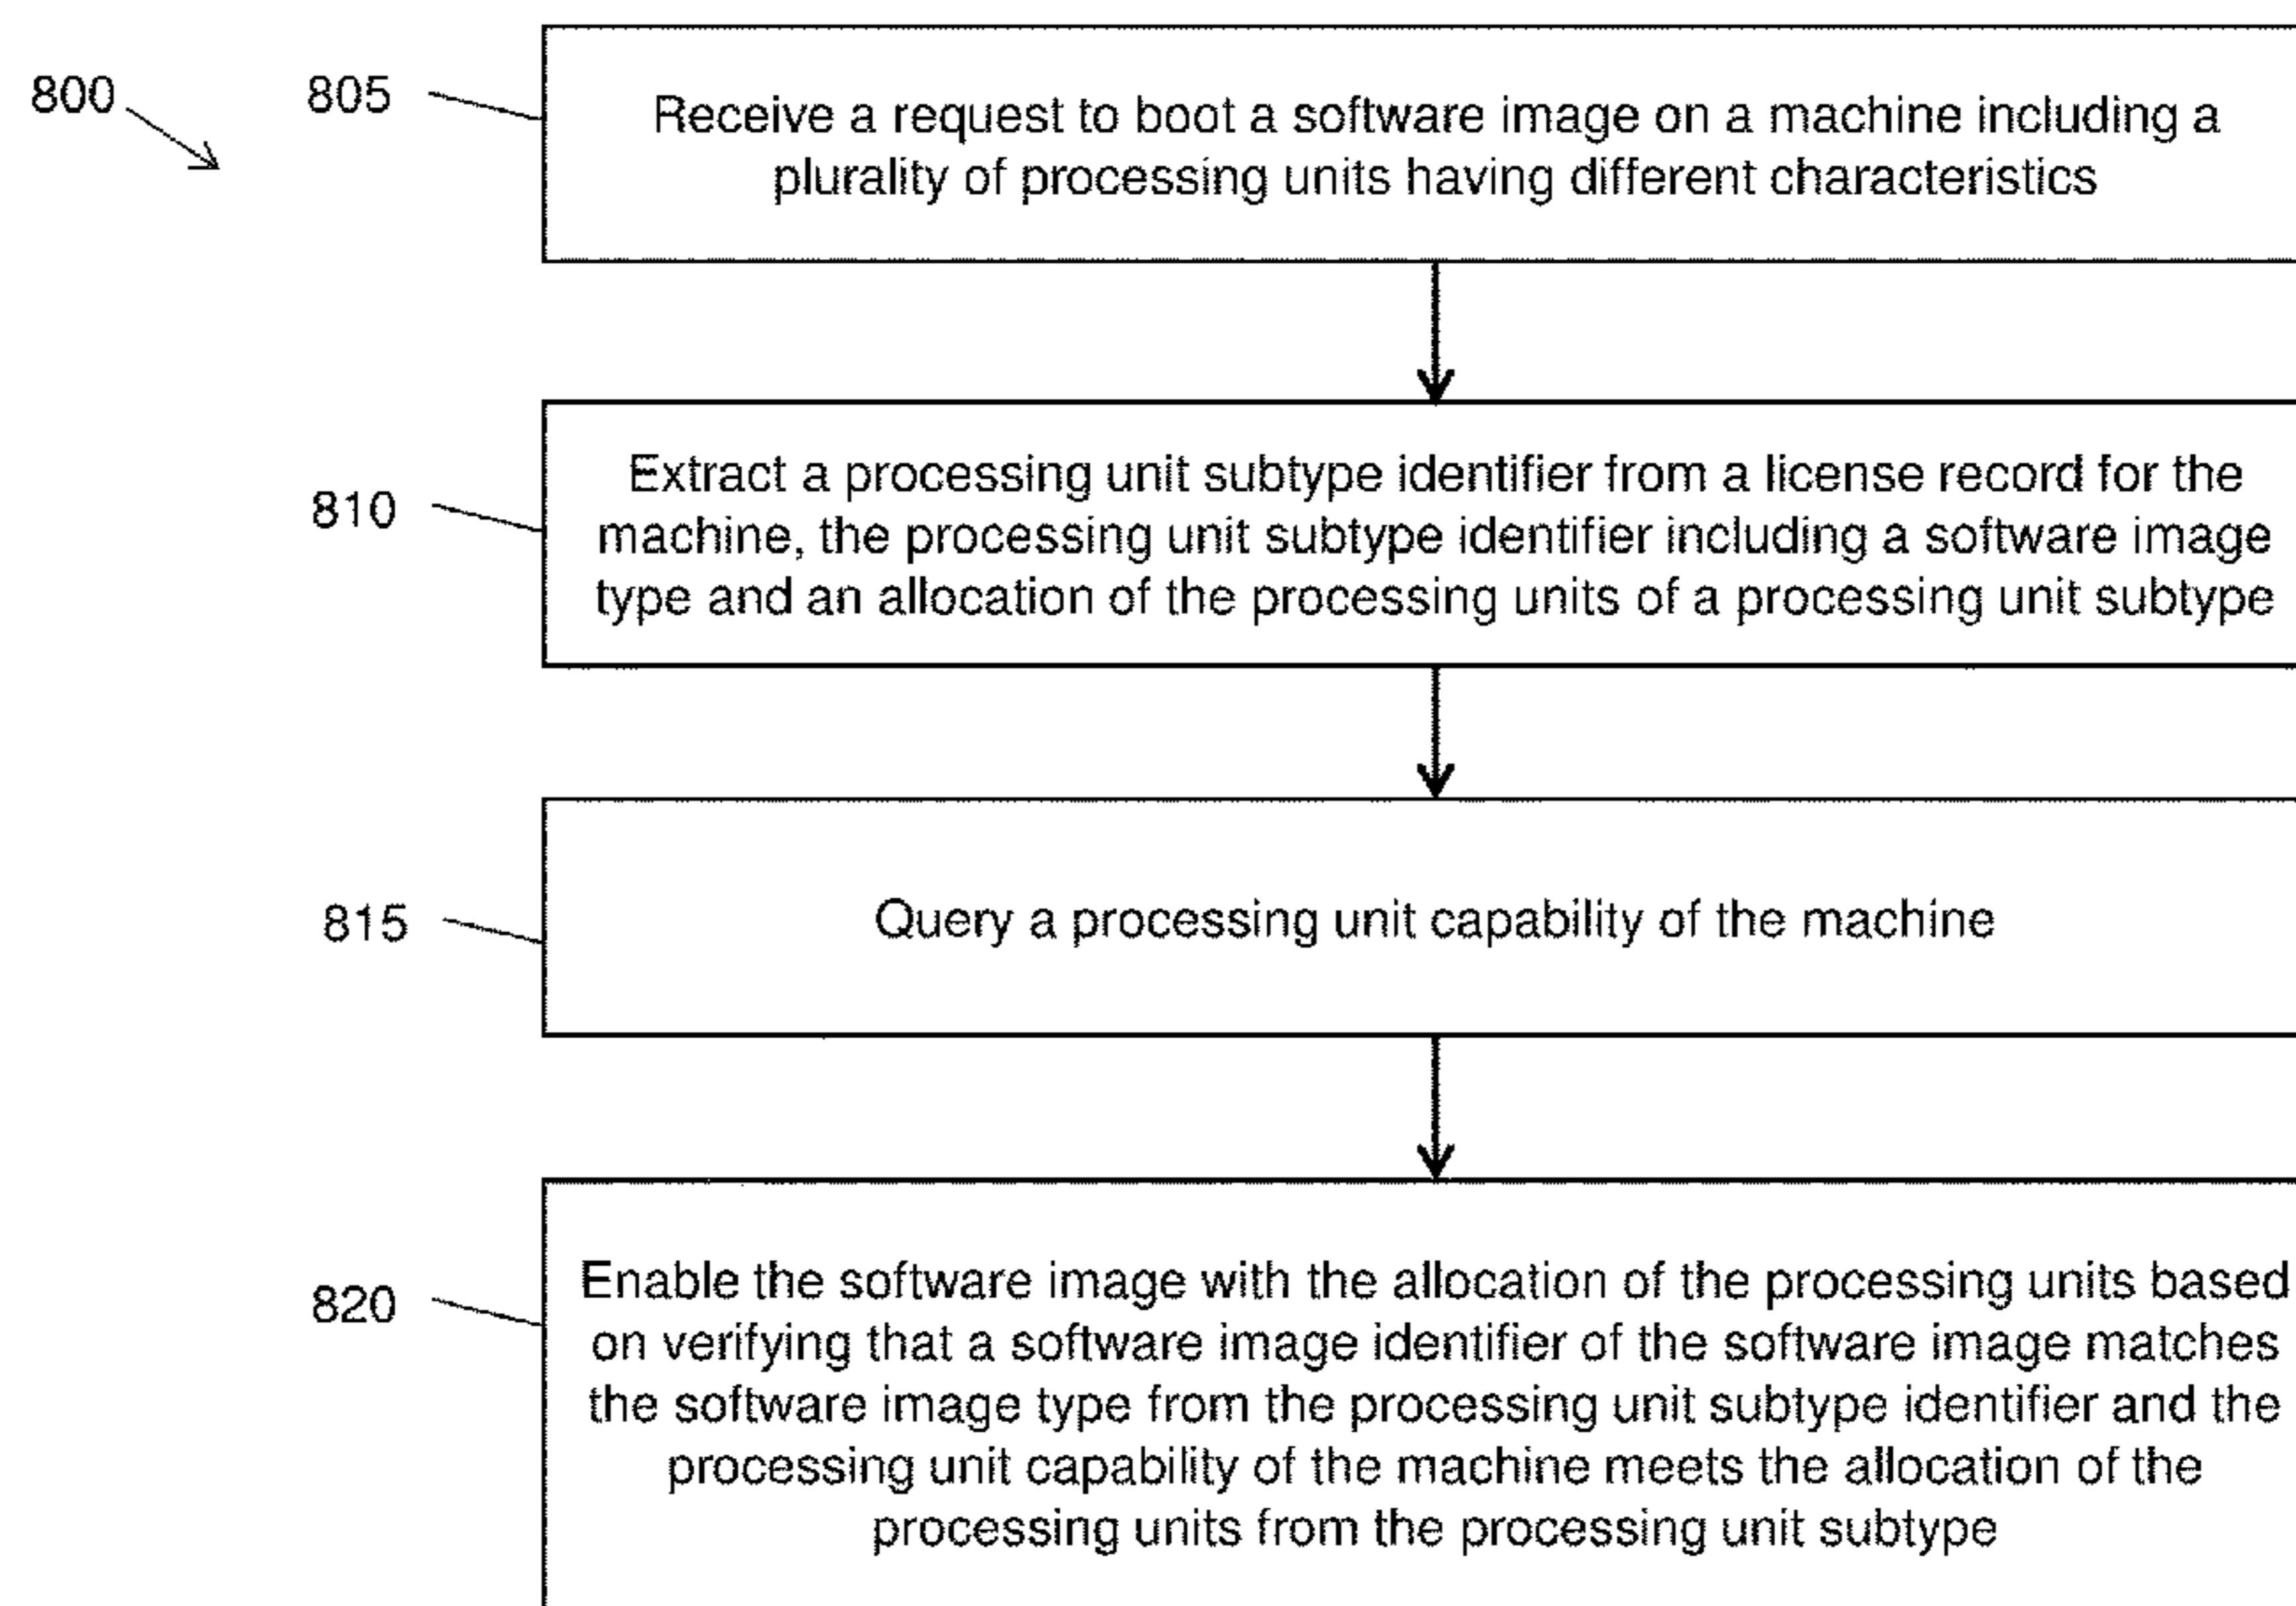 800
805
Receive a request to boot a software image on a machine including a
plurality of processing units having different characteristics
810
Extract a processing unit subtype identifier from a license record for the
machine, the processing unit subtype identifier including a software image
type and an allocation of the processing units of a processing unit subtype
815
Query a processing unit capability of the machine
820
Enable the software image with the allocation of the processing units based
on verifying that a software image identifier of the software image matches
the software image type from the processing unit subtype identifier and the
processing unit capability of the machine meets the allocation of the
processing units from the processing unit subtype